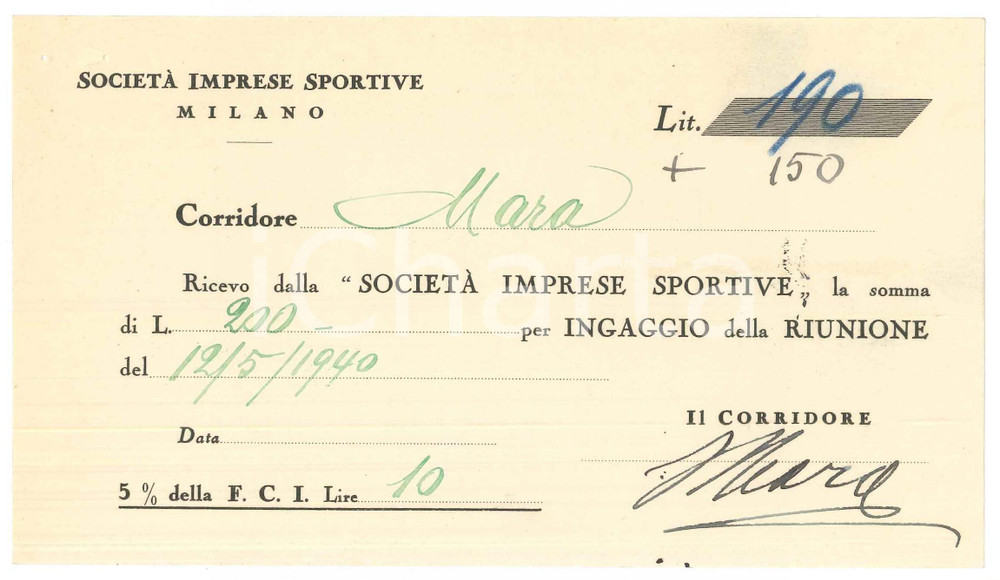 SOCIETÀ IMPRESE SPORTIVE
MILANO
Lit. 190
+ 150
Corridore Mara
Ricevo dalla “SOCIETÀ IMPRESE SPORTIVE„ la somma
di L. 200 – per INGAGGIO della RIUNIONE
del 12/5/1940
Il CORRIDORE
Data
Mara
5 % della F. C. I. Lire 10
iCharta